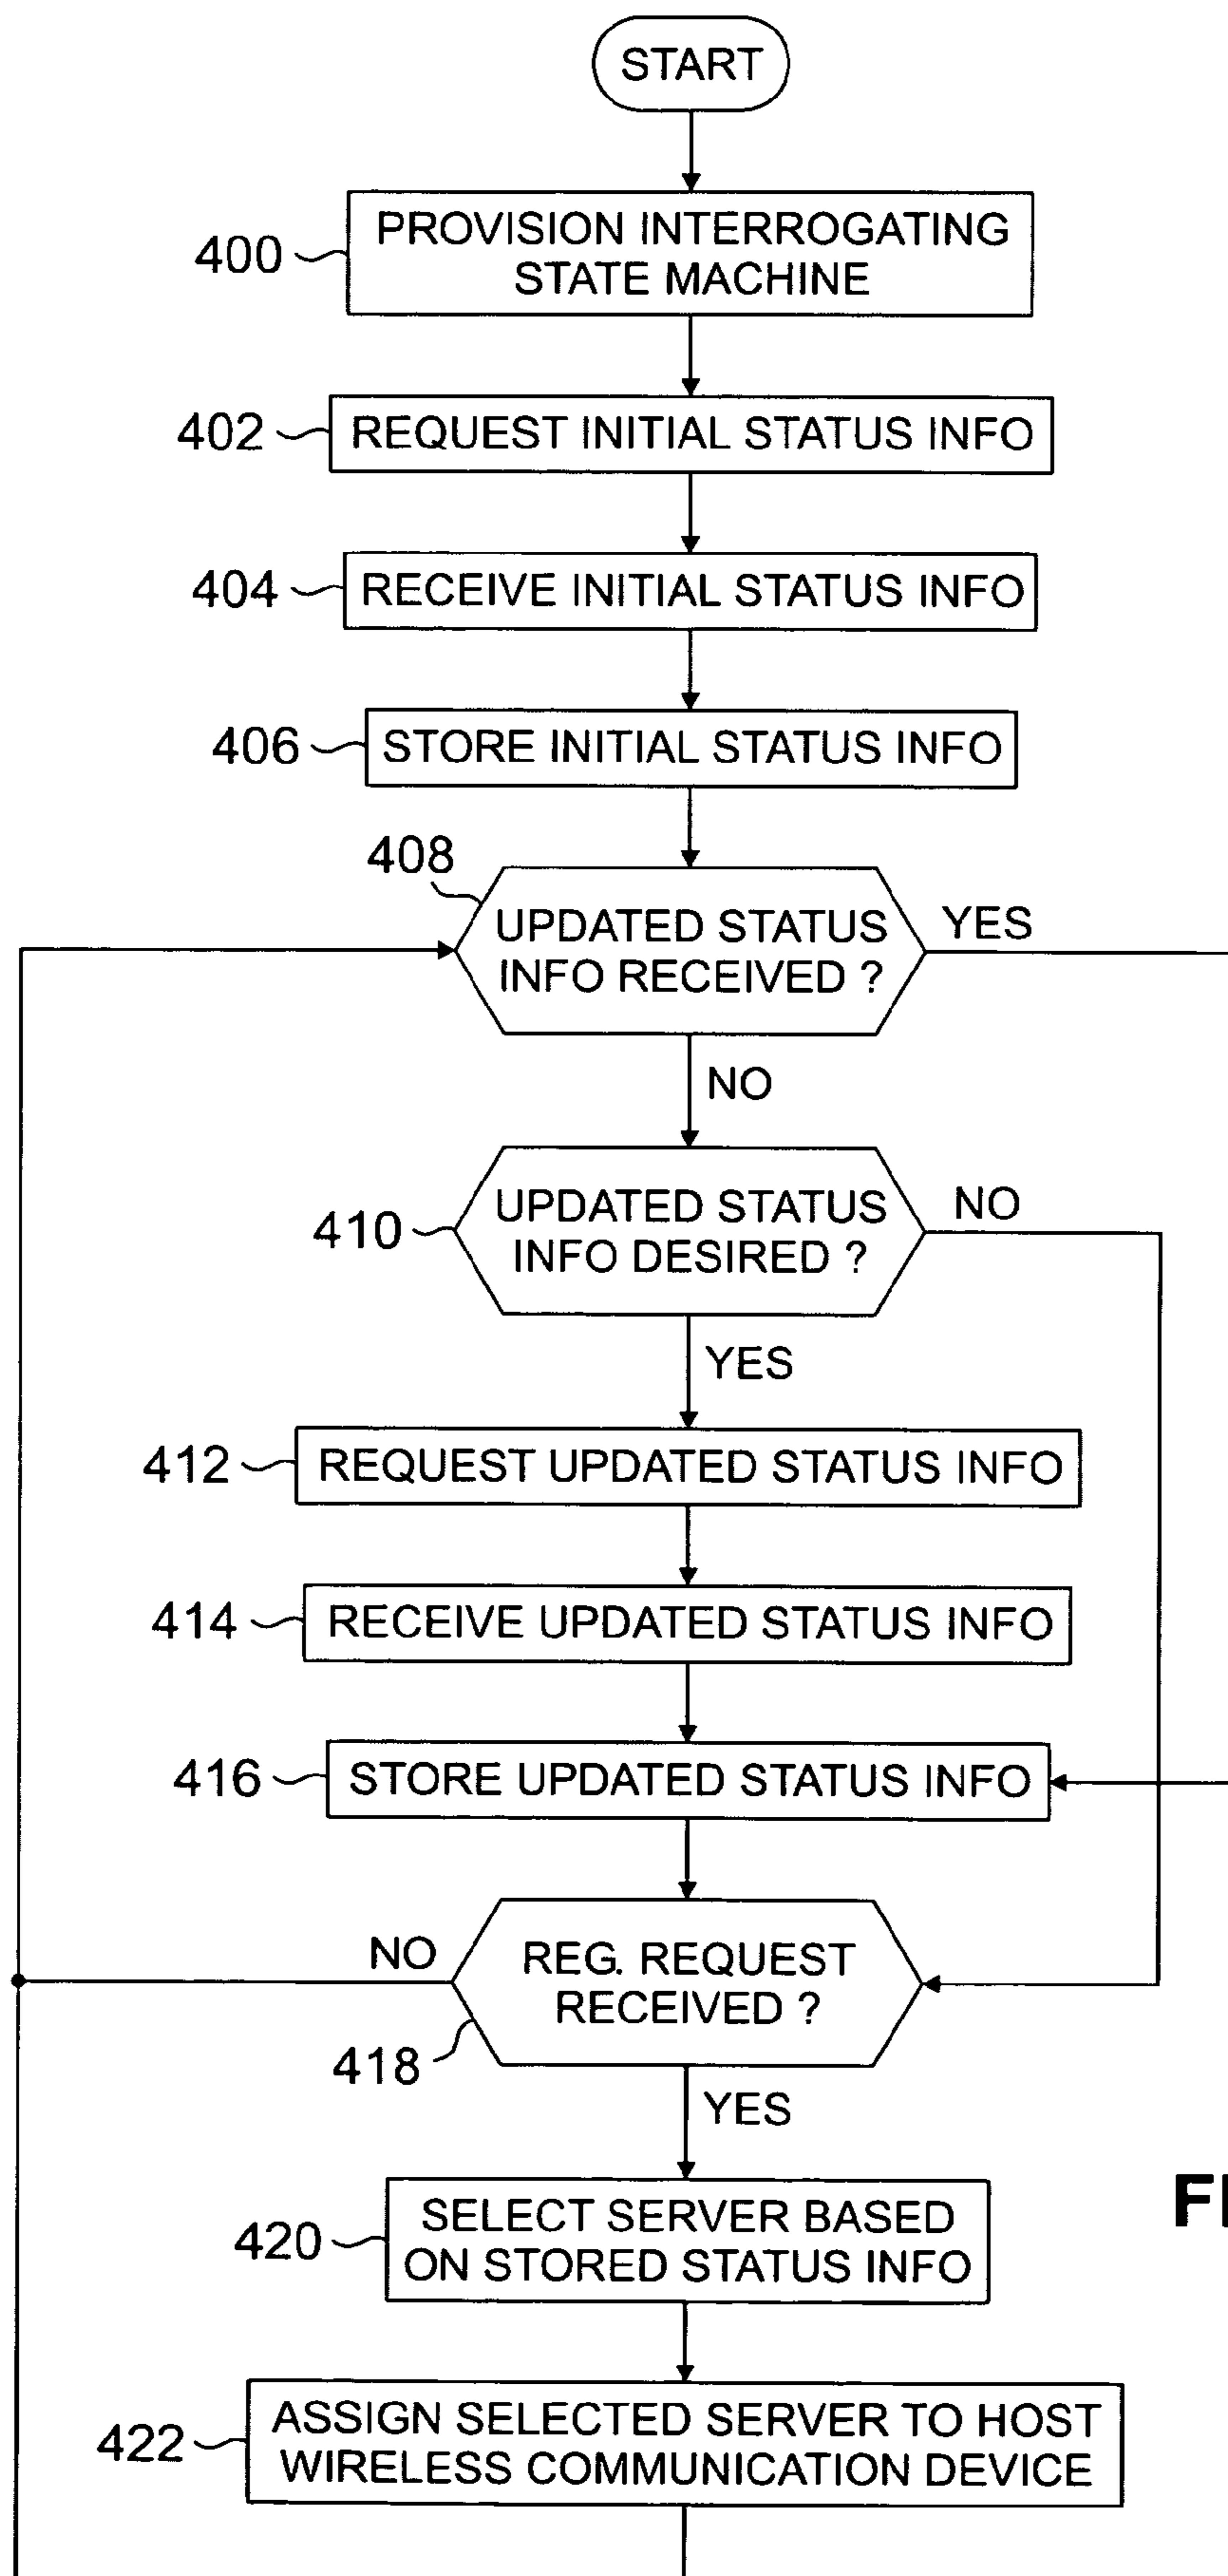 START
400
PROVISION INTERROGATING
STATE MACHINE
402
REQUEST INITIAL STATUS INFO
404
RECEIVE INITIAL STATUS INFO
406
STORE INITIAL STATUS INFO
408
UPDATED STATUS
INFO RECEIVED ?
YES
NO
410
UPDATED STATUS
INFO DESIRED ?
NO
YES
412
REQUEST UPDATED STATUS INFO
414
RECEIVE UPDATED STATUS INFO
416
STORE UPDATED STATUS INFO
NO
REG. REQUEST
RECEIVED ?
418
YES
420
SELECT SERVER BASED
ON STORED STATUS INFO
422
ASSIGN SELECTED SERVER TO HOST
WIRELESS COMMUNICATION DEVICE